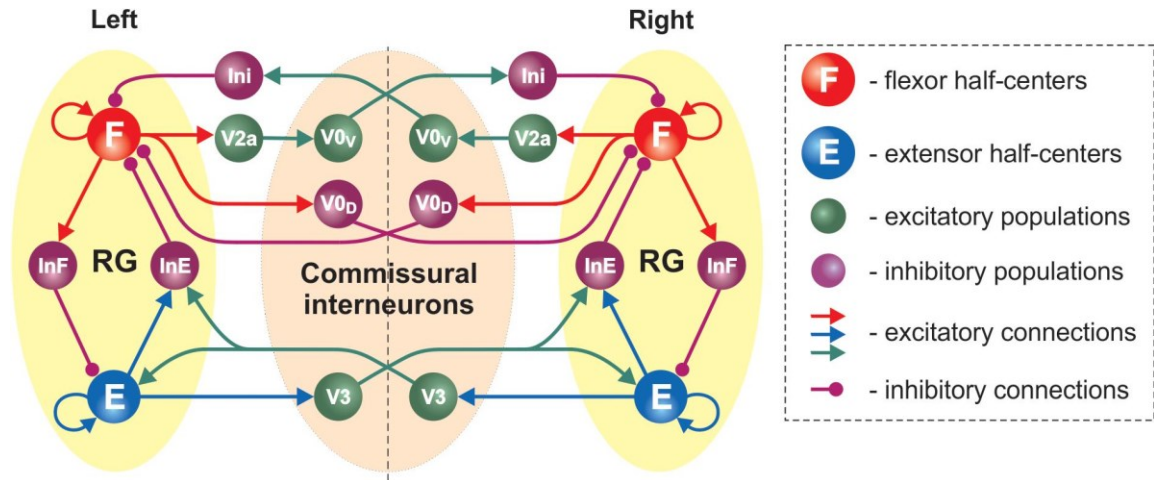 Left
Right
Ini
Ini
F
V2a
V0V
V0V
V2a
F
V0D
V0D
InF
RG
InE
Commissural
interneurons
InE
RG
InF
E
V3
V3
E
F - flexor half-centers
E - extensor half-centers
- excitatory populations
- inhibitory populations
- excitatory connections
- inhibitory connections